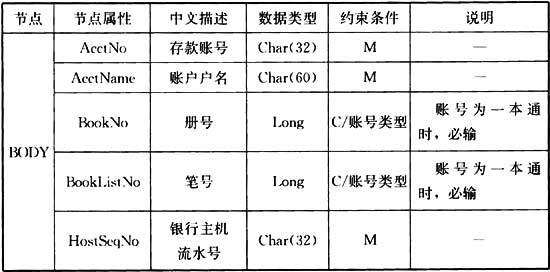 节点 节点属性 中文描述 数据类型 约束条件 说明
BODY
AcctNo 存款账号 Char(32) M —
AcctName 账户户名 Char(60) M —
BookNo 册号 Long C/账号类型 账号为一本通
时，必输
BookListNo 笔号 Long C/账号类型 账号为一本通
时，必输
HostSeqNo 银行主机
流水号 Char(32) M —